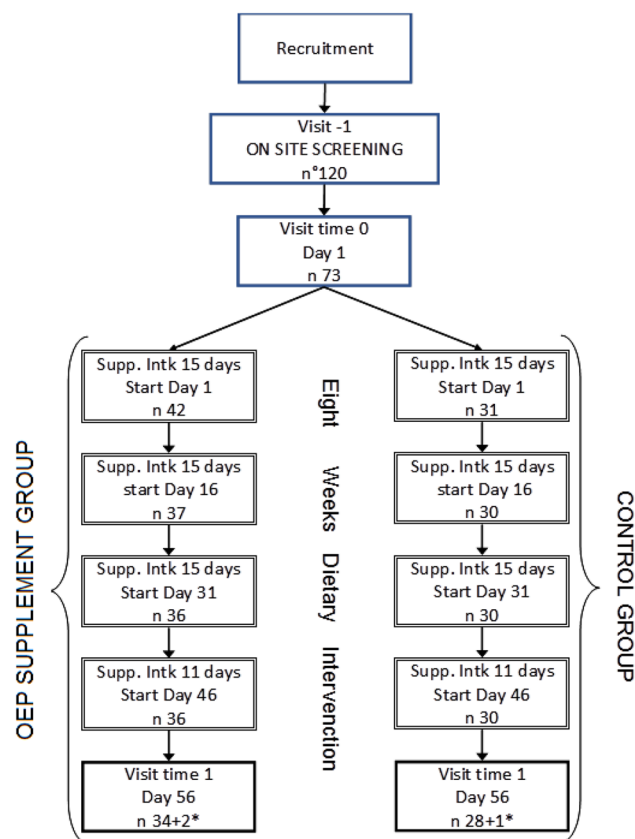 Recruitment
Visit -1
ON SITE SCREENING
n°120
Visit time 0
Day 1
n 73
OEP SUPPLEMENT GROUP
Supp. Intk 15 days
Start Day 1
n 42
Supp. Intk 15 days
start Day 16
n 37
Supp. Intk 15 days
Start Day 31
n 36
Supp. Intk 11 days
Start Day 46
n 36
Visit time 1
Day 56
n 34+2*
Eight Weeks Dietary Intervenction
Supp. Intk 15 days
Start Day 1
n 31
Supp. Intk 15 days
start Day 16
n 30
Supp. Intk 15 days
Start Day 31
n 30
Supp. Intk 11 days
Start Day 46
n 30
Visit time 1
Day 56
n 28+1*
CONTROL GROUP